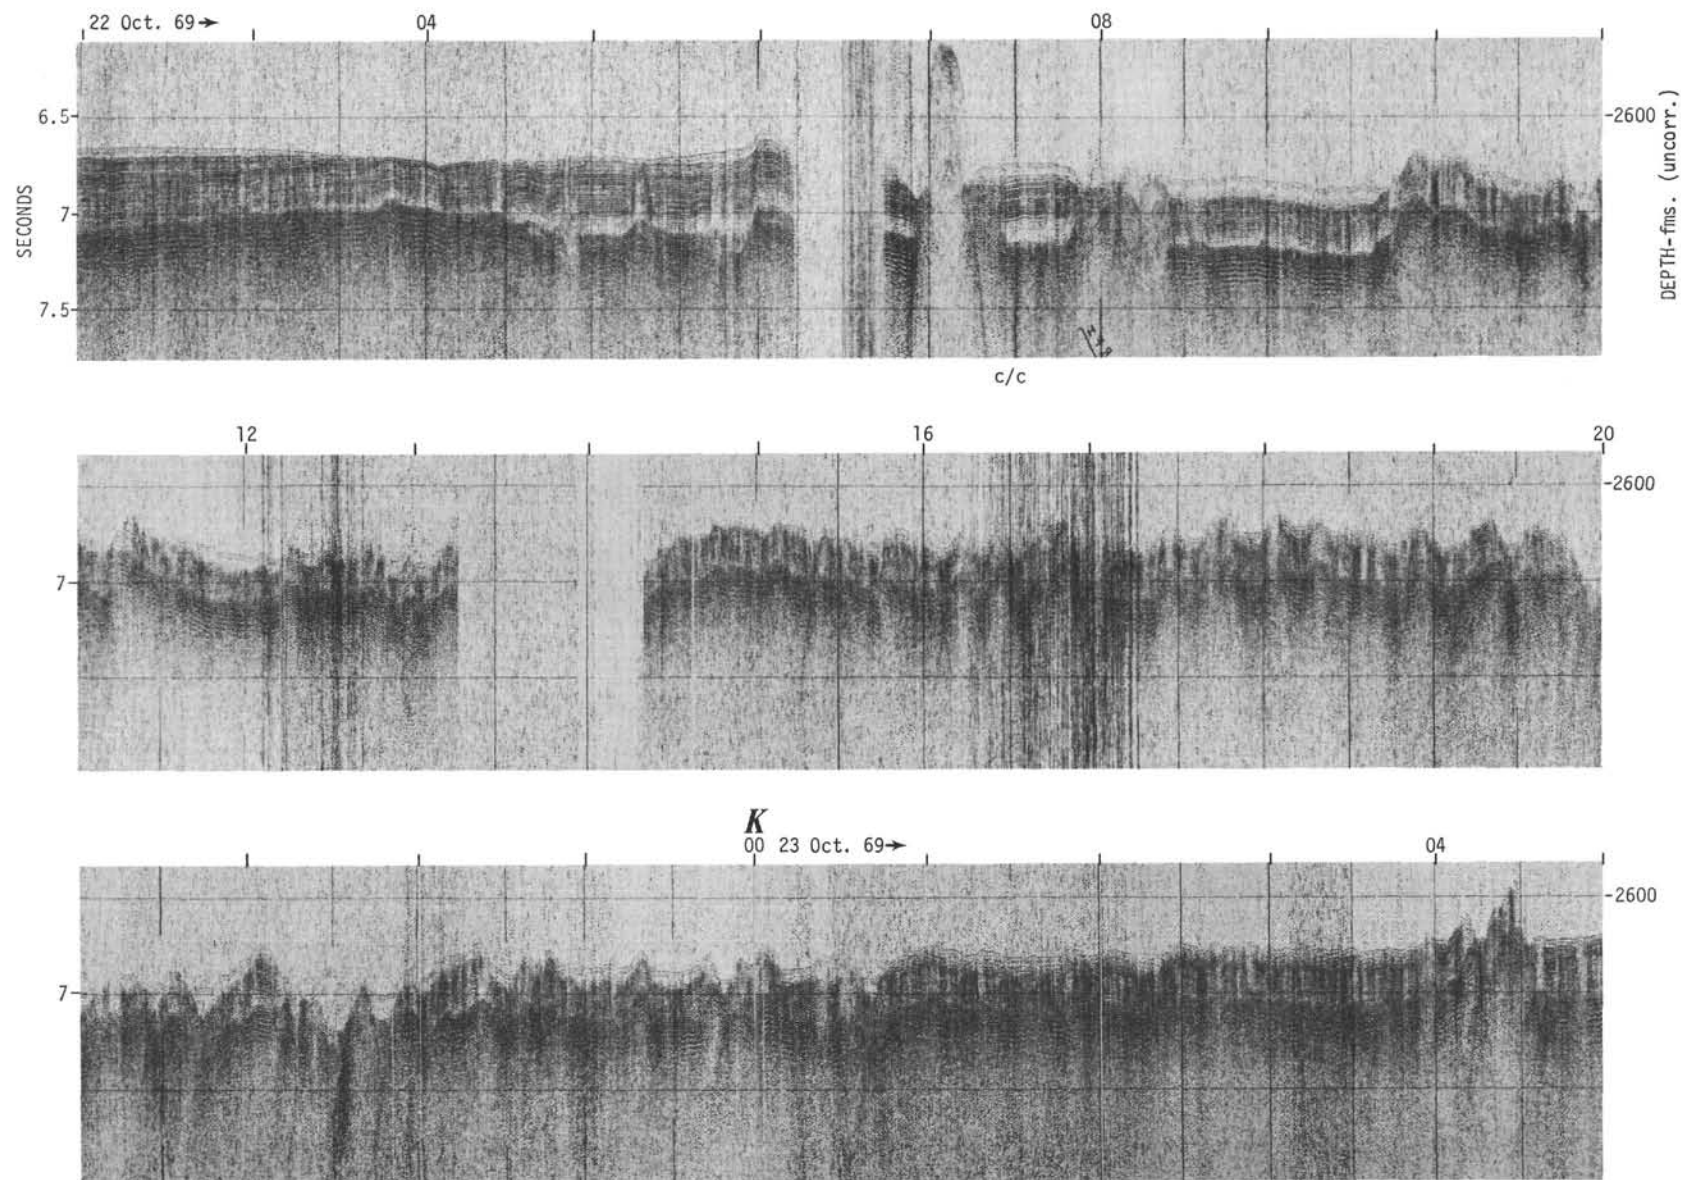 22 Oct. 69→ 04 08
6.5 -2600
SECONDS
7
7.5
DEPTH-fms. (uncorr.)
c/c
12 16 20
-2600
7
K
00 23 Oct. 69→ 04
-2600
7